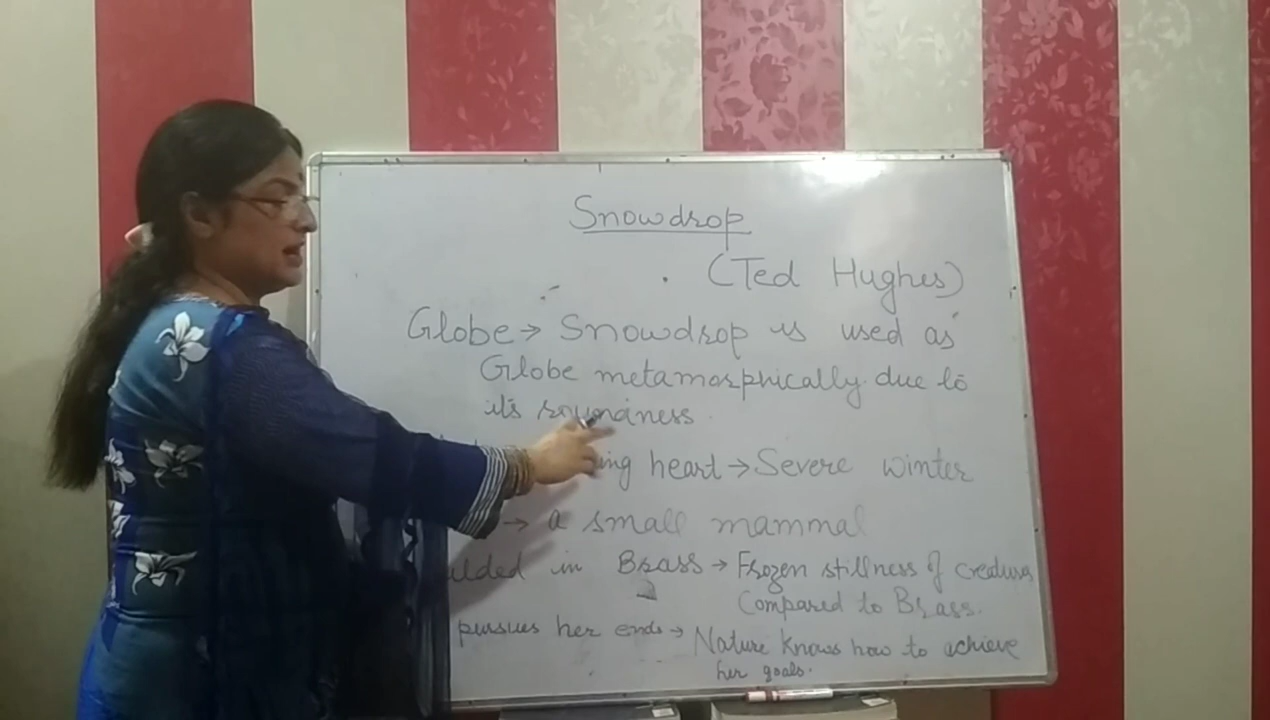 Snowdrop
(Ted Hughes)
Globe → Snowdrop is used as
Globe metamorphically due to
its roundness.
heart → Severe winter
→ a small mammal
in Brass → Frozen stillness of creatures
Compared to Brass.
pursues her ends → Nature knows how to achieve
her goals.